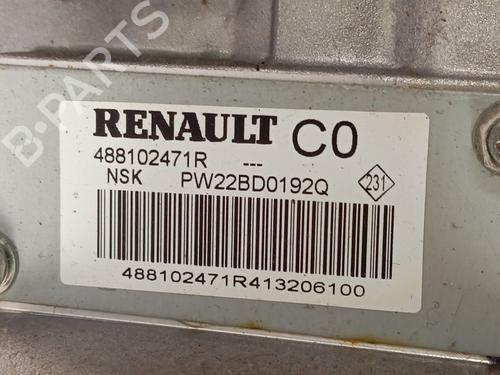 B-PARTS
RENAULT C0
488102471R ---
NSK PW22BD0192Q 231
488102471R413206100